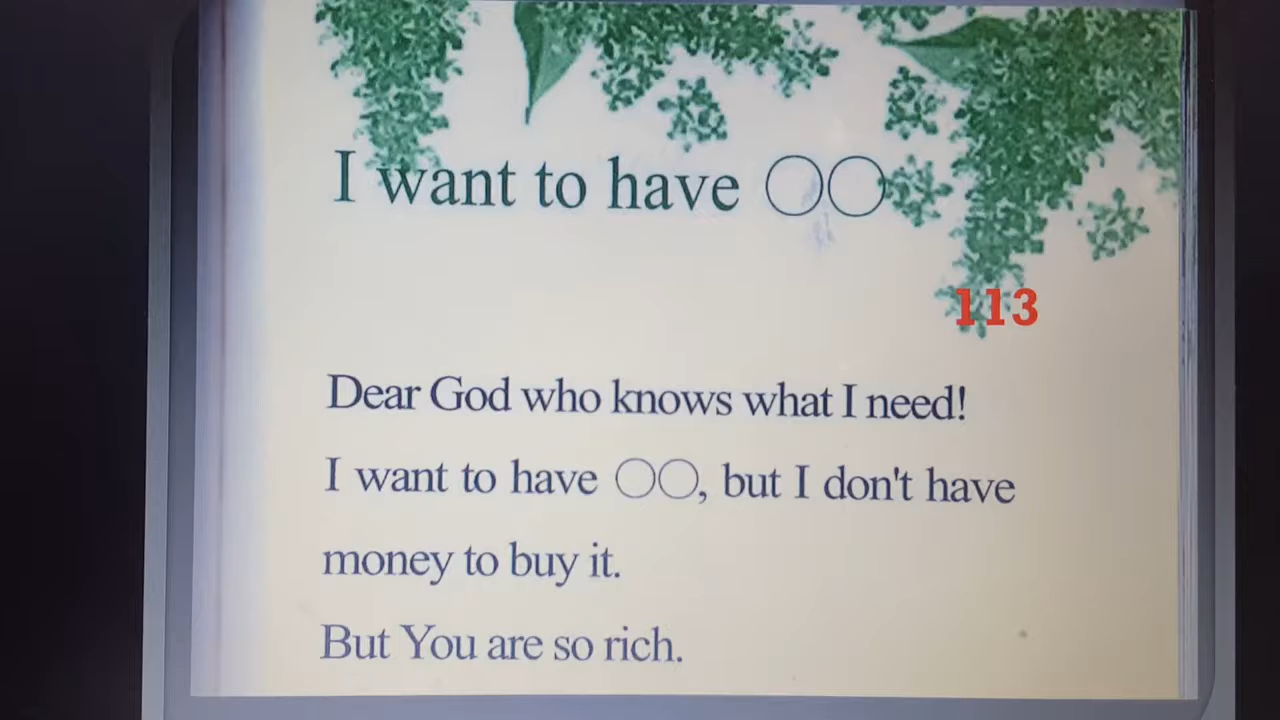 I want to have ○○
113
Dear God who knows what I need!
I want to have ○○, but I don't have
money to buy it.
But You are so rich.